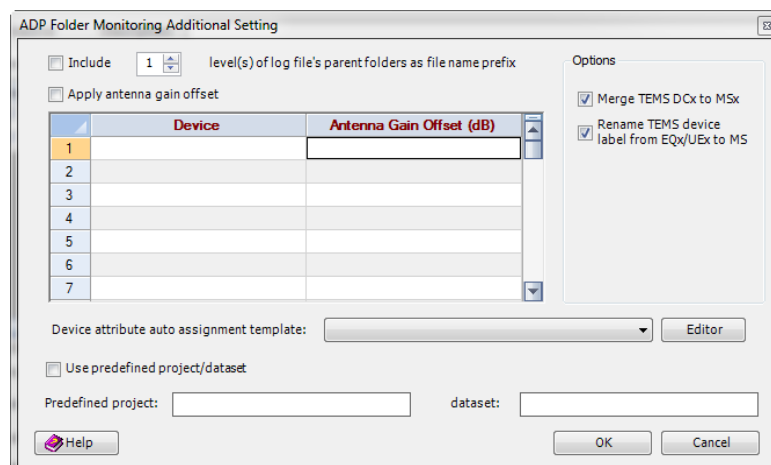 ADP Folder Monitoring Additional Setting
Include 1 level(s) of log file's parent folders as file name prefix
Apply antenna gain offset
Device Antenna Gain Offset (dB)
1
2
3
4
5
6
7
Options
Merge TEMS DCx to MSx
Rename TEMS device
label from EQx/UEx to MS
Device attribute auto assignment template: Editor
Use predefined project/dataset
Predefined project: dataset:
Help OK Cancel